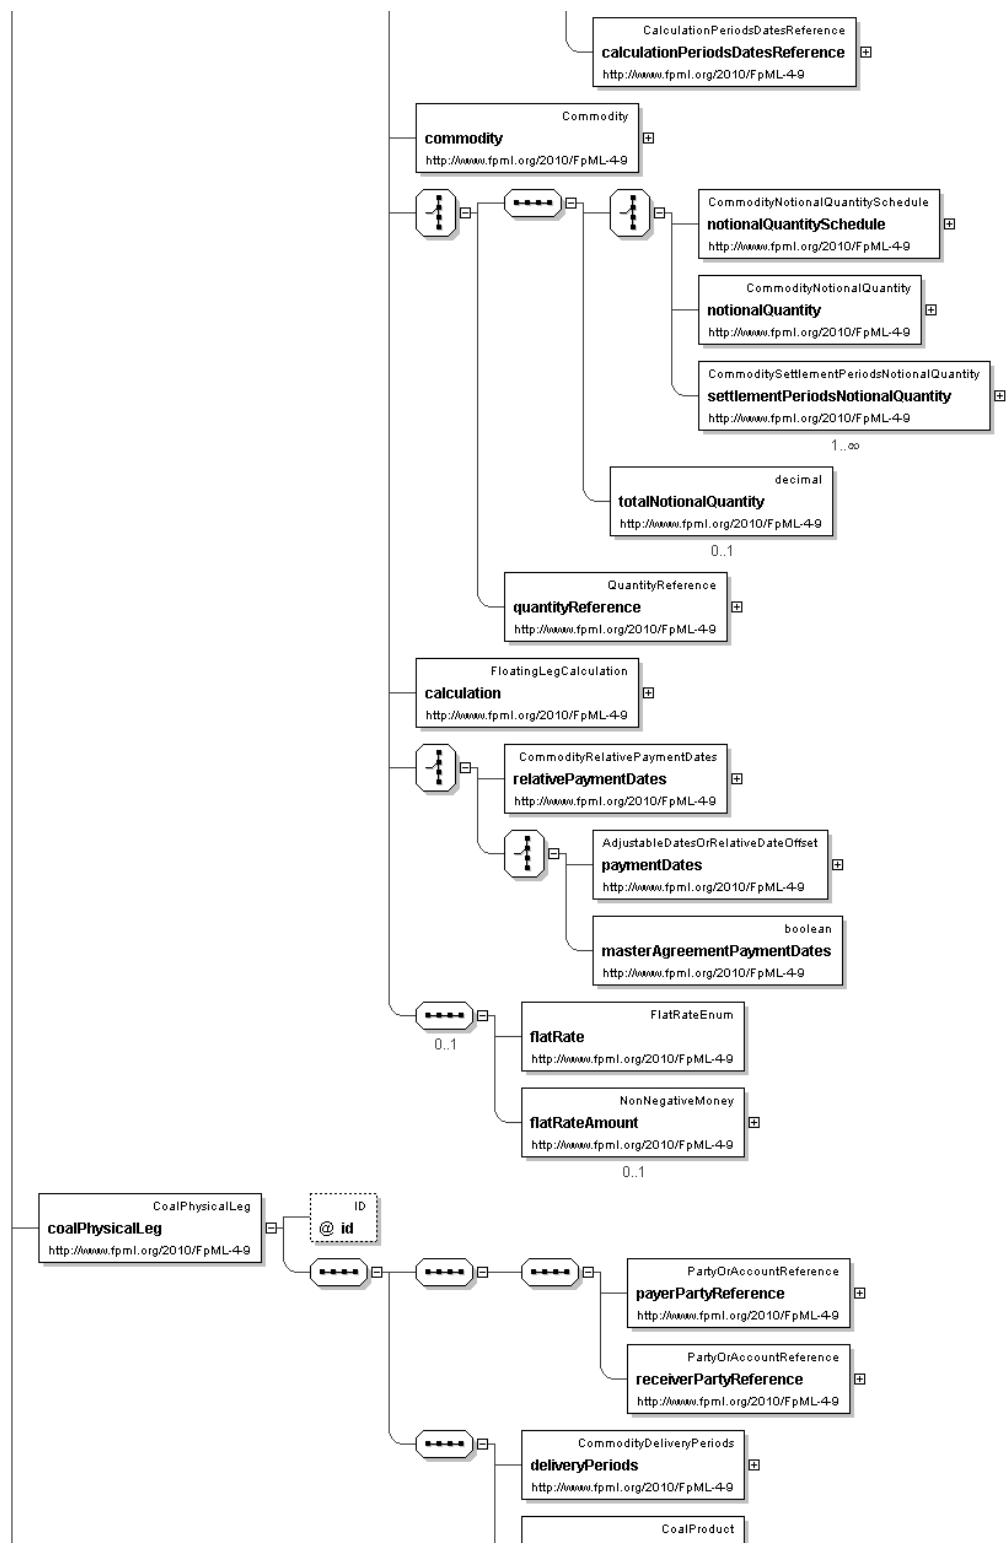 CalculationPeriodsDatesReference
calculationPeriodsDatesReference
http://www.fpml.org/2010/FpML-4-9
Commodity
commodity
http://www.fpml.org/2010/FpML-4-9
CommodityNotionalQuantitySchedule
notionalQuantitySchedule
http://www.fpml.org/2010/FpML-4-9
CommodityNotionalQuantity
notionalQuantity
http://www.fpml.org/2010/FpML-4-9
CommoditySettlementPeriodsNotionalQuantity
settlementPeriodsNotionalQuantity
http://www.fpml.org/2010/FpML-4-9
1..∞
decimal
totalNotionalQuantity
http://www.fpml.org/2010/FpML-4-9
0..1
QuantityReference
quantityReference
http://www.fpml.org/2010/FpML-4-9
FloatingLegCalculation
calculation
http://www.fpml.org/2010/FpML-4-9
CommodityRelativePaymentDates
relativePaymentDates
http://www.fpml.org/2010/FpML-4-9
AdjustableDatesOrRelativeDateOffset
paymentDates
http://www.fpml.org/2010/FpML-4-9
boolean
masterAgreementPaymentDates
http://www.fpml.org/2010/FpML-4-9
0..1
FlatRateEnum
flatRate
http://www.fpml.org/2010/FpML-4-9
NonNegativeMoney
flatRateAmount
http://www.fpml.org/2010/FpML-4-9
0..1
CoalPhysicalLeg
coalPhysicalLeg
http://www.fpml.org/2010/FpML-4-9
ID
@ id
PartyOrAccountReference
payerPartyReference
http://www.fpml.org/2010/FpML-4-9
PartyOrAccountReference
receiverPartyReference
http://www.fpml.org/2010/FpML-4-9
CommodityDeliveryPeriods
deliveryPeriods
http://www.fpml.org/2010/FpML-4-9
CoalProduct